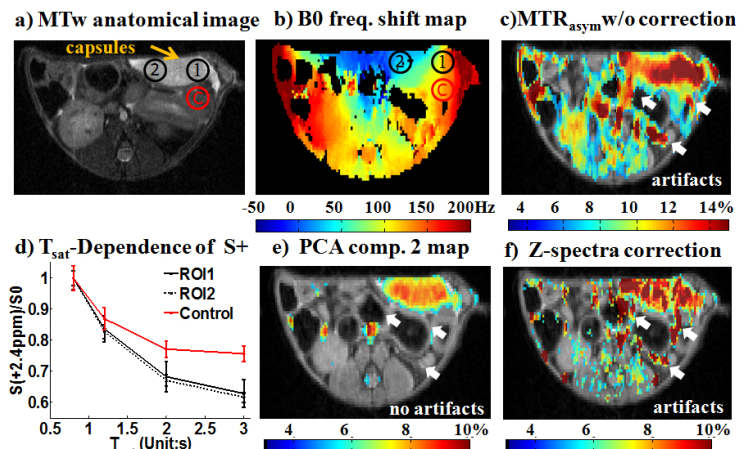 a) MTw anatomical image
b) B0 freq. shift map
c) MTRasym w/o correction
capsules
2
1
C
2
1
C
artifacts
-50 0 50 100 150 200Hz
4 6 8 10 12 14%
d) Tsat-Dependence of S+
e) PCA comp. 2 map
f) Z-spectra correction
S(+2.4ppm)/S0
1
0.9
0.8
0.7
0.6
ROI1
ROI2
Control
0.5 1 1.5 2 2.5 3
T (Unit:s)
no artifacts
artifacts
4 6 8 10%
4 6 8 10%